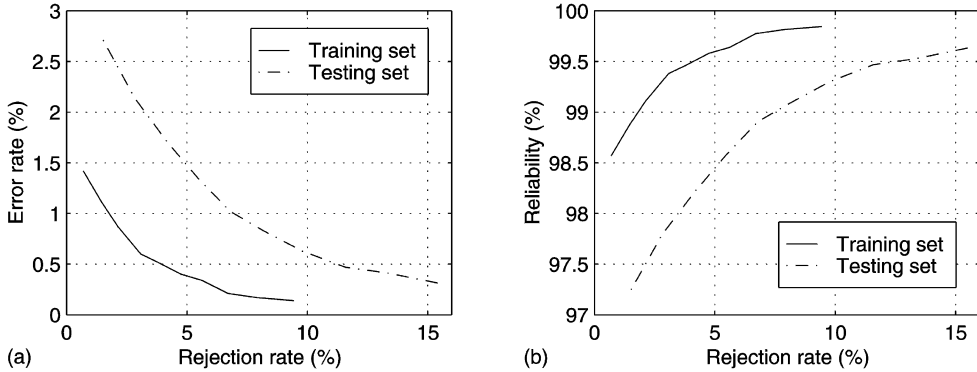 3
2.5
2
1.5
1
0.5
0
Error rate (%)
Training set
Testing set
0
5
10
15
Rejection rate (%)
(a)
100
99.5
99
98.5
98
97.5
97
Reliability (%)
Training set
Testing set
0
5
10
15
Rejection rate (%)
(b)